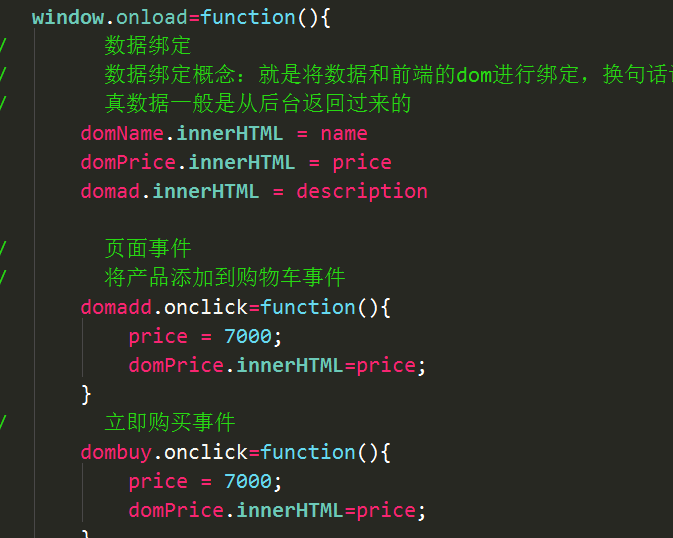 window.onload=function(){
/ 数据绑定
/ 数据绑定概念：就是将数据和前端的dom进行绑定，换句话
/ 真数据一般是从后台返回过来的
domName.innerHTML = name
domPrice.innerHTML = price
domad.innerHTML = description
/ 页面事件
/ 将产品添加到购物车事件
domadd.onclick=function(){
price = 7000;
domPrice.innerHTML=price;
}
/ 立即购买事件
dombuy.onclick=function(){
price = 7000;
domPrice.innerHTML=price;
}